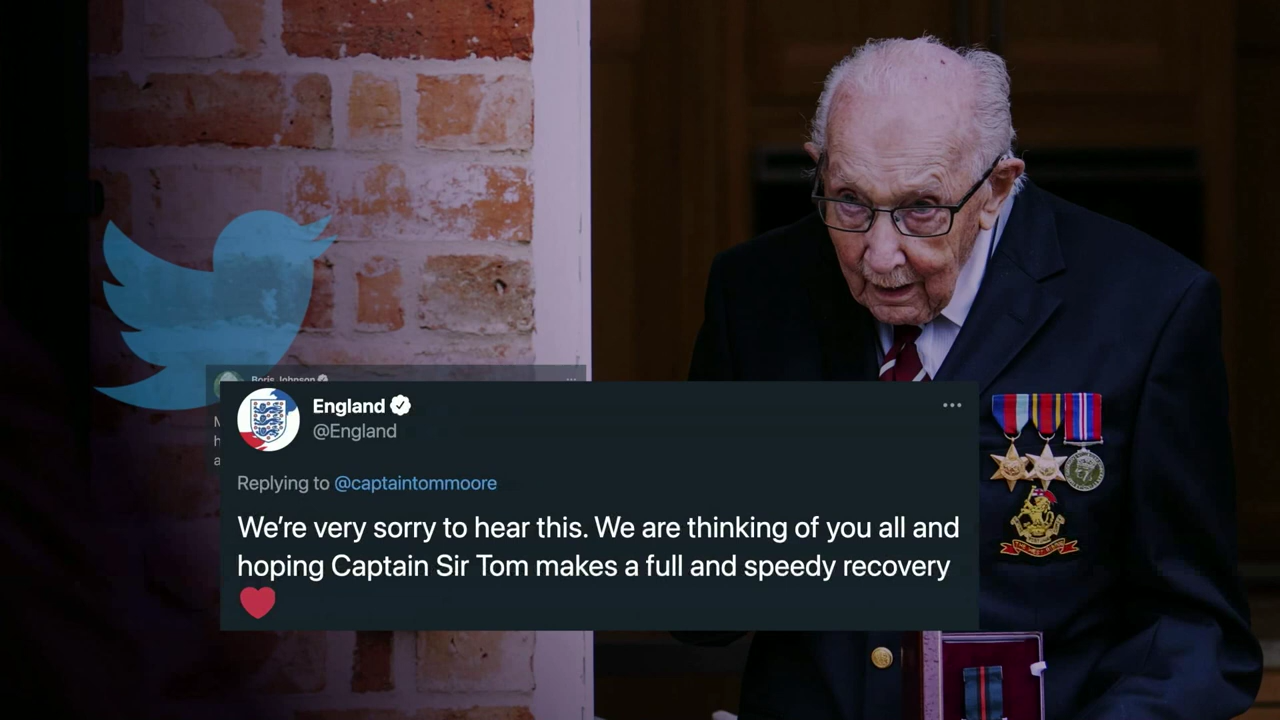 Boris Johnson
England
@England
Replying to @captaintommoore
We’re very sorry to hear this. We are thinking of you all and
hoping Captain Sir Tom makes a full and speedy recovery
❤️